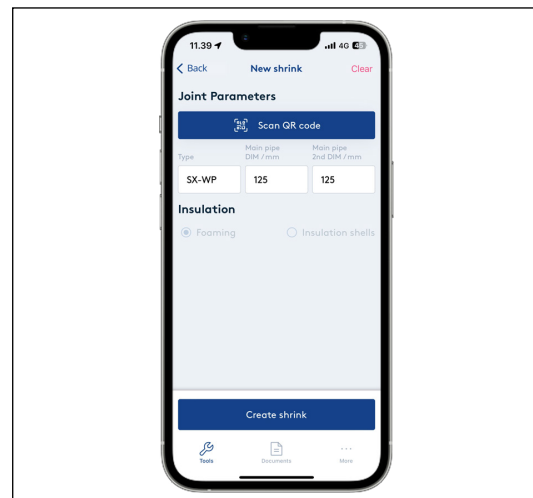 11.39
4G
Back
New shrink
Clear
Joint Parameters
Scan QR code
Type
Main pipe
DIM / mm
Main pipe
2nd DIM / mm
SX-WP
125
125
Insulation
Foaming
Insulation shells
Create shrink
Tools
Documents
More